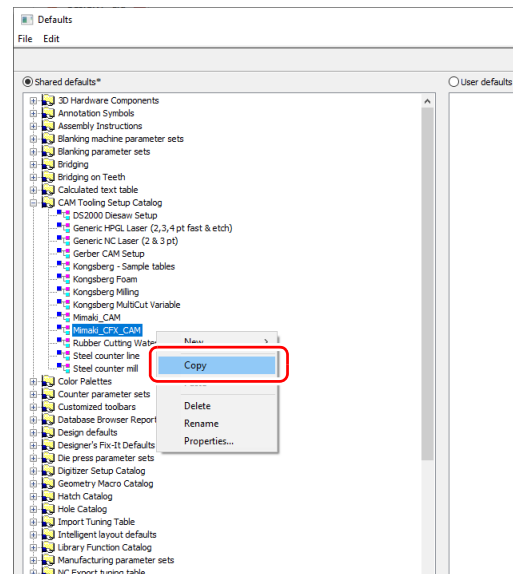 Defaults
File Edit
Shared defaults*
User defaults
3D Hardware Components
Annotation Symbols
Assembly Instructions
Blanking machine parameter sets
Blanking parameter sets
Bridging
Bridging on Teeth
Calculated text table
CAM Tooling Setup Catalog
DS2000 Diesaw Setup
Generic HPGL Laser (2,3,4 pt fast & etch)
Generic NC Laser (2 & 3 pt)
Gerber CAM Setup
Kongsberg - Sample tables
Kongsberg Foam
Kongsberg Milling
Kongsberg MultiCut Variable
Mimaki_CAM
Mimaki_CFX_CAM
Rubber Cutting Wate
Steel counter line
Steel counter mill
New
Copy
Delete
Rename
Properties...
Color Palettes
Counter parameter sets
Customized toolbars
Database Browser Report
Design defaults
Designer's Fix-It Defaults
Die press parameter sets
Digitizer Setup Catalog
Geometry Macro Catalog
Hatch Catalog
Hole Catalog
Import Tuning Table
Intelligent layout defaults
Library Function Catalog
Manufacturing parameter sets
NC Export tuning table